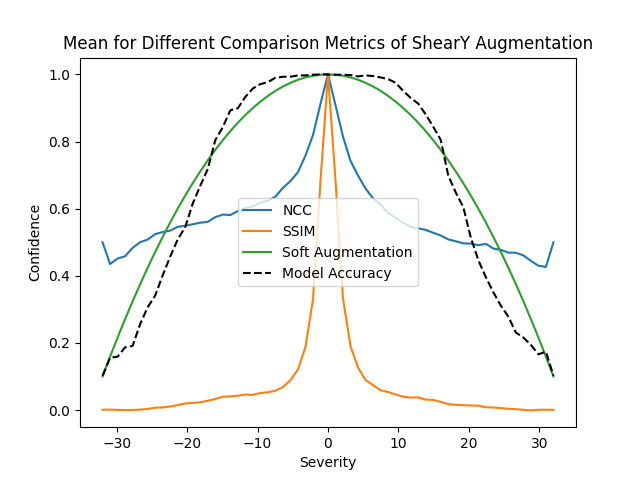 Mean for Different Comparison Metrics of ShearY Augmentation
1.0
0.8
0.6
0.4
0.2
0.0
Confidence
NCC
SSIM
Soft Augmentation
Model Accuracy
−30
−20
−10
0
10
20
30
Severity